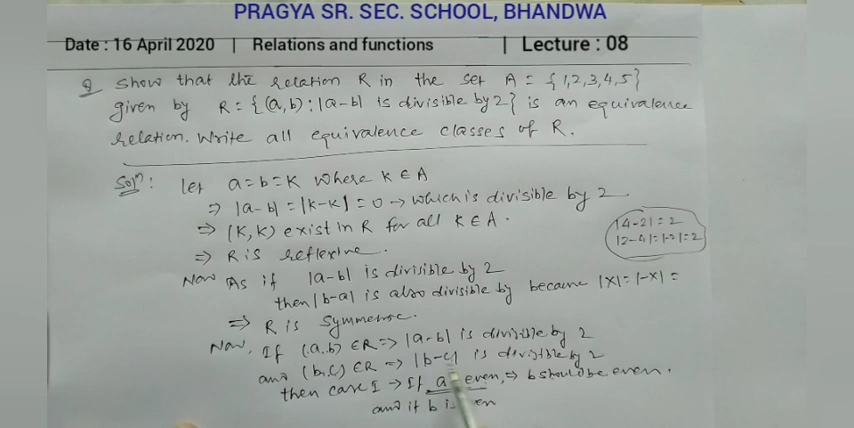 PRAGYA SR. SEC. SCHOOL, BHANDWA
Date : 16 April 2020 | Relations and functions | Lecture : 08
Q Show that the relation R in the set A = {1,2,3,4,5}
given by R = {(a,b) : |a-b| is divisible by 2} is an equivalence
relation. Write all equivalence classes of R.
Solⁿ: let a=b=K where K ∈ A
⇒ |a-b| = |K-K| = 0 → which is divisible by 2
⇒ (K,K) exist in R for all K ∈ A.
⇒ R is reflexive.
|4-2| = 2
|2-4| = |-2| = 2
Now As if |a-b| is divisible by 2
then |b-a| is also divisible by because |x| = |-x| =
⇒ R is symmetric.
Now, If (a,b) ∈R ⇒ |a-b| is divisible by 2
and (b,c) ∈R ⇒ |b-c| is divisible by 2
then case I → If a even, ⇒ b should be even.
and if b